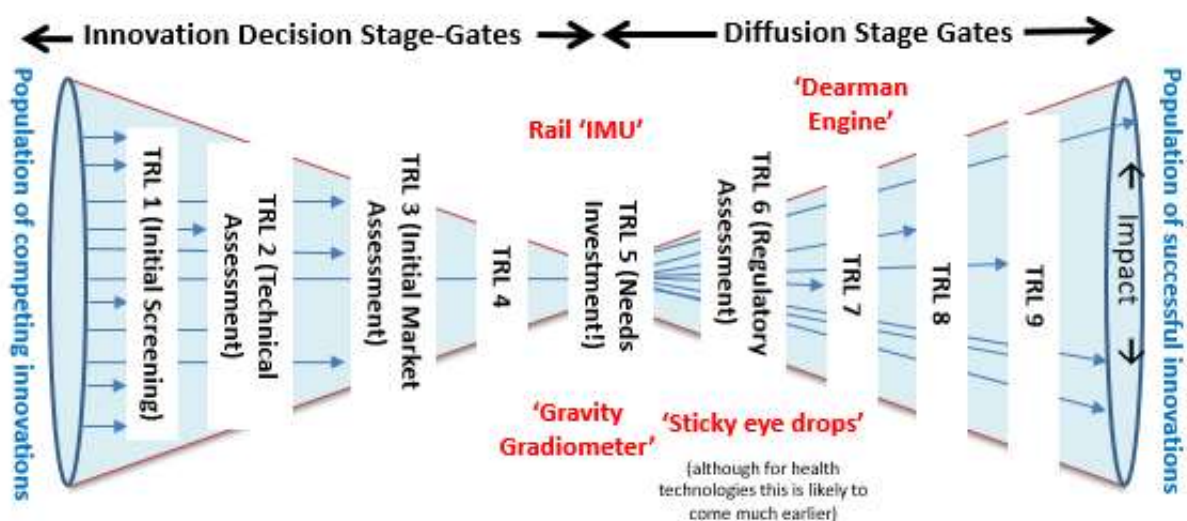 Innovation Decision Stage-Gates
Diffusion Stage Gates
Population of competing innovations
TRL 1 (Initial Screening)
TRL 2 (Technical
Assessment)
TRL 3 (Initial Market
Assessment)
TRL 4
TRL 5 (Needs
Investment!)
TRL 6 (Regulatory
Assessment)
TRL 7
TRL 8
TRL 9
Impact
Population of successful innovations
Rail ‘IMU’
‘Dearman
Engine’
‘Gravity
Gradiometer’
‘Sticky eye drops’
(although for health
technologies this is likely to
come much earlier)